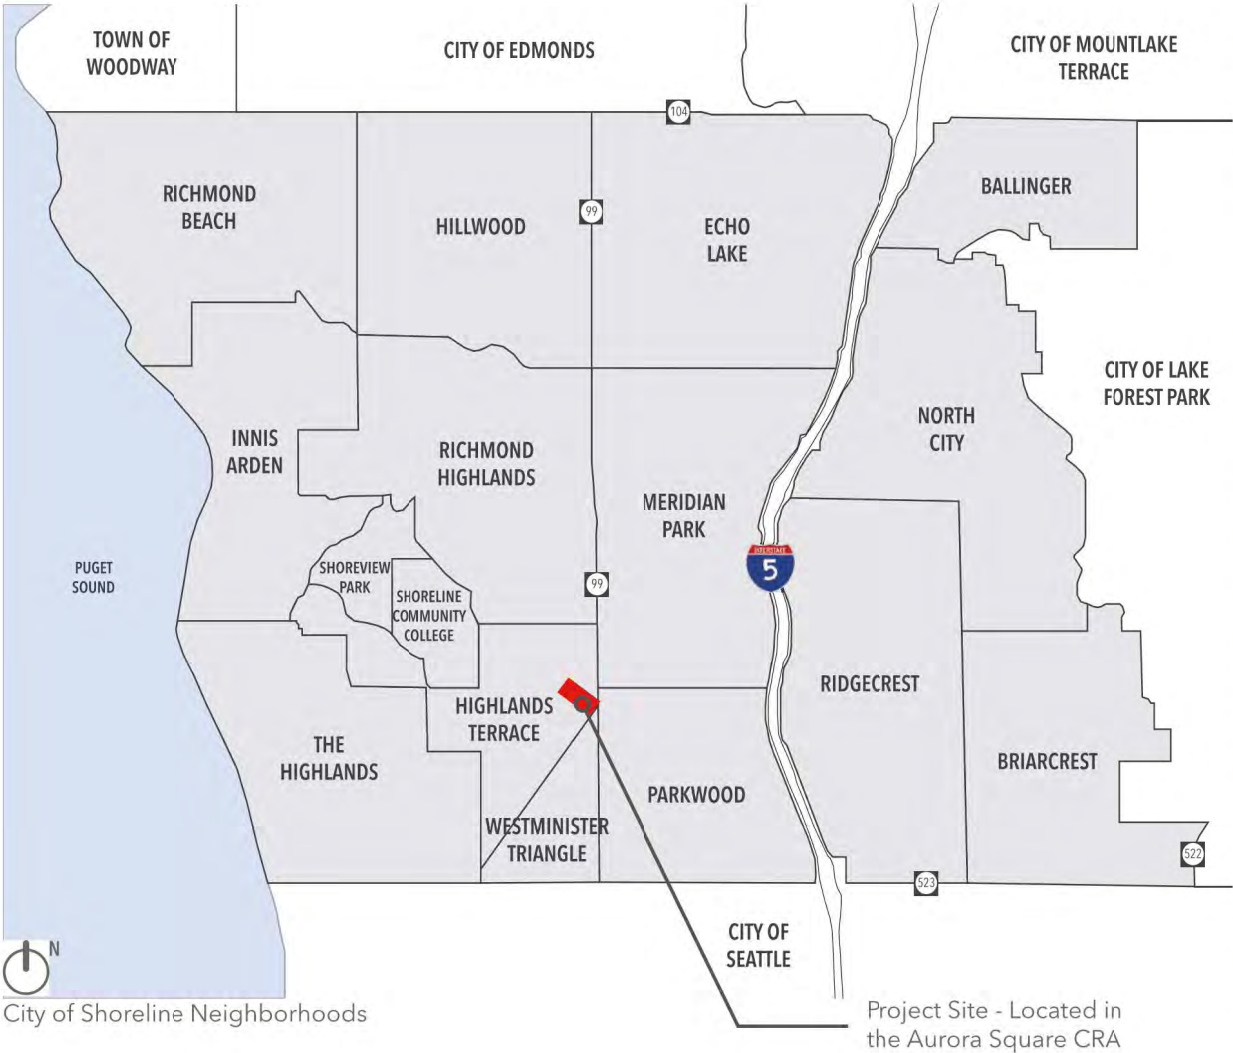 TOWN OF
WOODWAY
CITY OF EDMONDS
CITY OF MOUNTLAKE
TERRACE
104
RICHMOND
BEACH
HILLWOOD
99
ECHO
LAKE
BALLINGER
CITY OF LAKE
FOREST PARK
INNIS
ARDEN
RICHMOND
HIGHLANDS
NORTH
CITY
MERIDIAN
PARK
PUGET
SOUND
SHOREVIEW
PARK
SHORELINE
COMMUNITY
COLLEGE
99
INTERSTATE
5
HIGHLANDS
TERRACE
RIDGECREST
THE
HIGHLANDS
BRIARCREST
PARKWOOD
WESTMINISTER
TRIANGLE
522
523
CITY OF
SEATTLE
N
City of Shoreline Neighborhoods
Project Site - Located in
the Aurora Square CRA